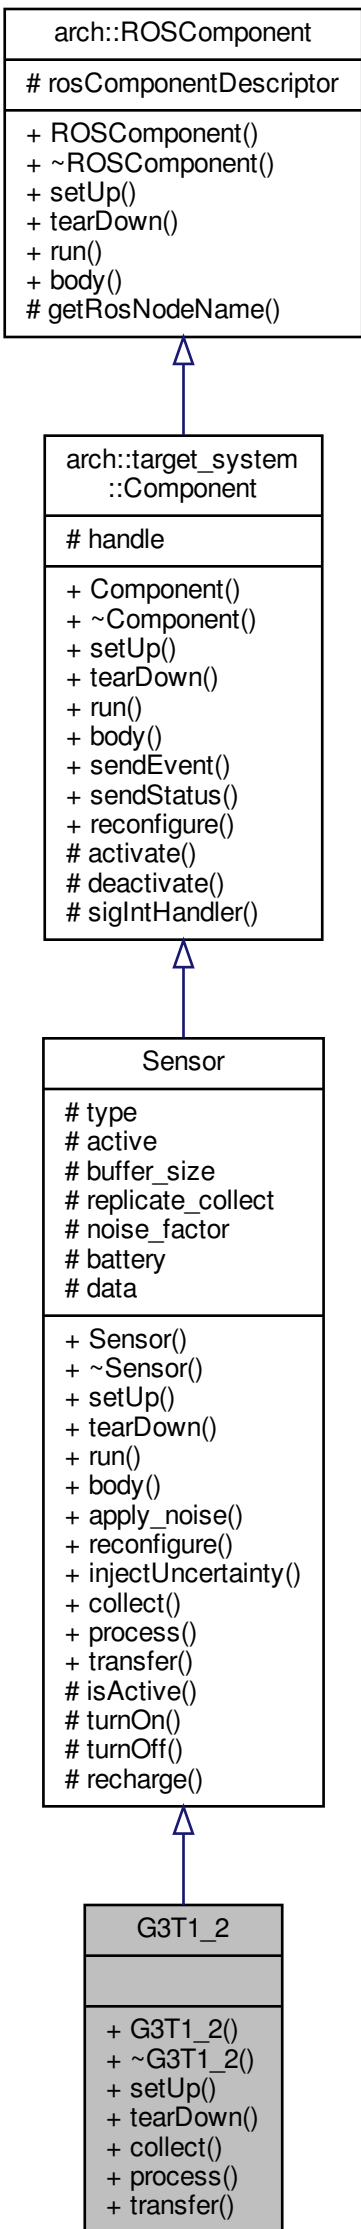 arch::ROSComponent
# rosComponentDescriptor
+ ROSComponent()
+ ~ROSComponent()
+ setUp()
+ tearDown()
+ run()
+ body()
# getRosNodeName()
arch::target_system
::Component
# handle
+ Component()
+ ~Component()
+ setUp()
+ tearDown()
+ run()
+ body()
+ sendEvent()
+ sendStatus()
+ reconfigure()
# activate()
# deactivate()
# sigIntHandler()
Sensor
# type
# active
# buffer_size
# replicate_collect
# noise_factor
# battery
# data
+ Sensor()
+ ~Sensor()
+ setUp()
+ tearDown()
+ run()
+ body()
+ apply_noise()
+ reconfigure()
+ injectUncertainty()
+ collect()
+ process()
+ transfer()
# isActive()
# turnOn()
# turnOff()
# recharge()
G3T1_2
+ G3T1_2()
+ ~G3T1_2()
+ setUp()
+ tearDown()
+ collect()
+ process()
+ transfer()